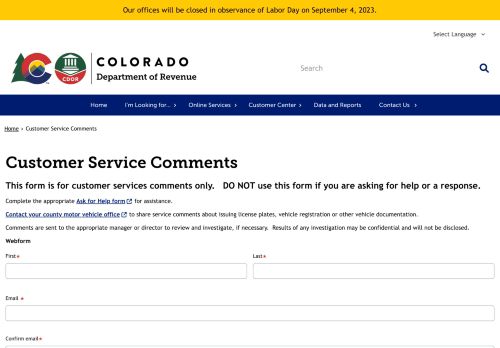 Our offices will be closed in observance of Labor Day on September 4, 2023.
Select Language
COLORADO
Department of Revenue
CDOR
Search
Home
I'm Looking for...
Online Services
Customer Center
Data and Reports
Contact Us
Home › Customer Service Comments
Customer Service Comments
This form is for customer services comments only. DO NOT use this form if you are asking for help or a response.
Complete the appropriate Ask for Help form for assistance.
Contact your county motor vehicle office to share service comments about issuing license plates, vehicle registration or other vehicle documentation.
Comments are sent to the appropriate manager or director to review and investigate, if necessary. Results of any investigation may be confidential and will not be disclosed.
Webform
First*
Last*
Email *
Confirm email*